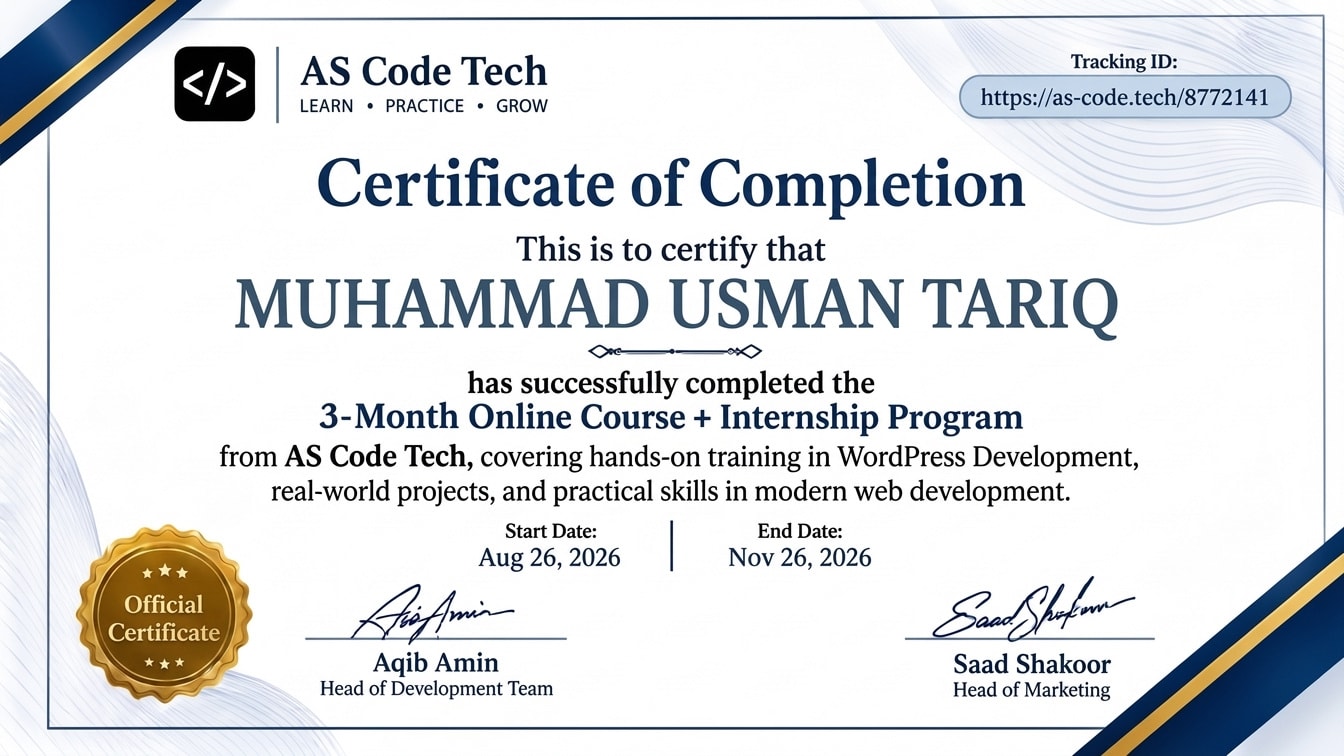 </>
AS Code Tech
LEARN • PRACTICE • GROW
Tracking ID:
https://as-code.tech/8772141
Certificate of Completion
This is to certify that
MUHAMMAD USMAN TARIQ
has successfully completed the
3-Month Online Course + Internship Program
from AS Code Tech, covering hands-on training in WordPress Development,
real-world projects, and practical skills in modern web development.
Start Date:
Aug 26, 2026
End Date:
Nov 26, 2026
Official
Certificate
Aqib Amin
Aqib Amin
Head of Development Team
Saad Shakoor
Saad Shakoor
Head of Marketing